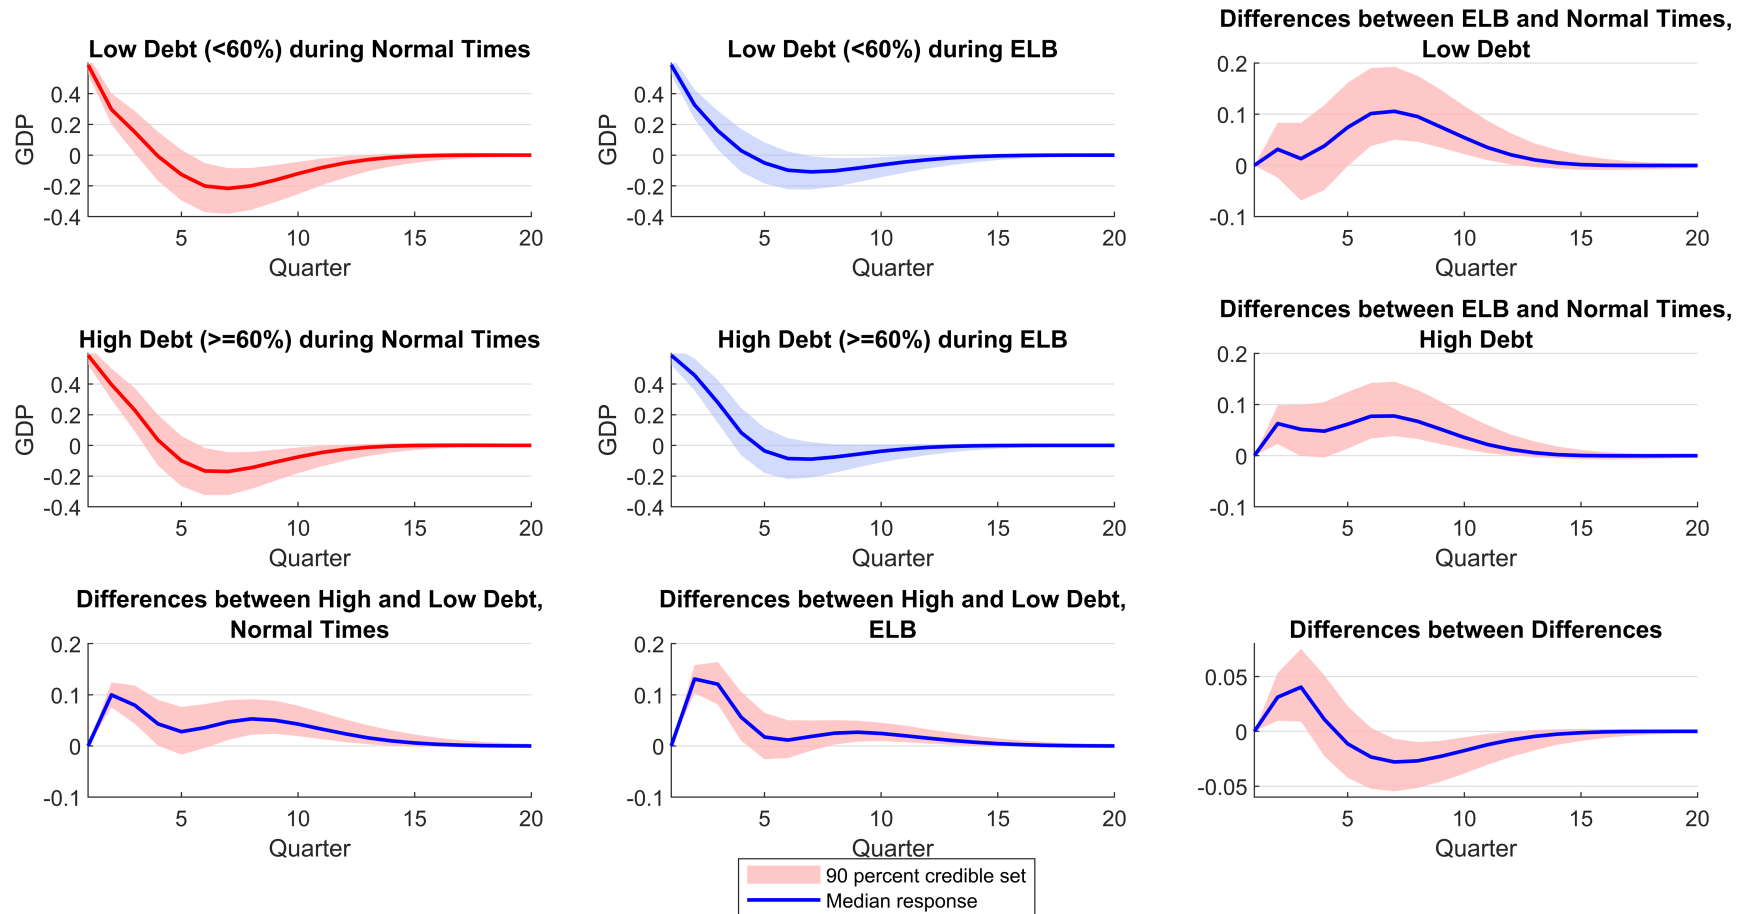 Low Debt (<60%) during Normal Times
0.4
0.2
0
-0.2
-0.4
GDP
5
10
15
20
Quarter
Low Debt (<60%) during ELB
0.4
0.2
0
-0.2
-0.4
GDP
5
10
15
20
Quarter
Differences between ELB and Normal Times,
Low Debt
0.2
0.1
0
-0.1
5
10
15
20
Quarter
High Debt (>=60%) during Normal Times
0.4
0.2
0
-0.2
-0.4
GDP
5
10
15
20
Quarter
High Debt (>=60%) during ELB
0.4
0.2
0
-0.2
-0.4
GDP
5
10
15
20
Quarter
Differences between ELB and Normal Times,
High Debt
0.2
0.1
0
-0.1
5
10
15
20
Quarter
Differences between High and Low Debt,
Normal Times
0.2
0.1
0
-0.1
5
10
15
20
Quarter
Differences between High and Low Debt,
ELB
0.2
0.1
0
-0.1
5
10
15
20
Quarter
Differences between Differences
0.05
0
-0.05
5
10
15
20
Quarter
90 percent credible set
Median response